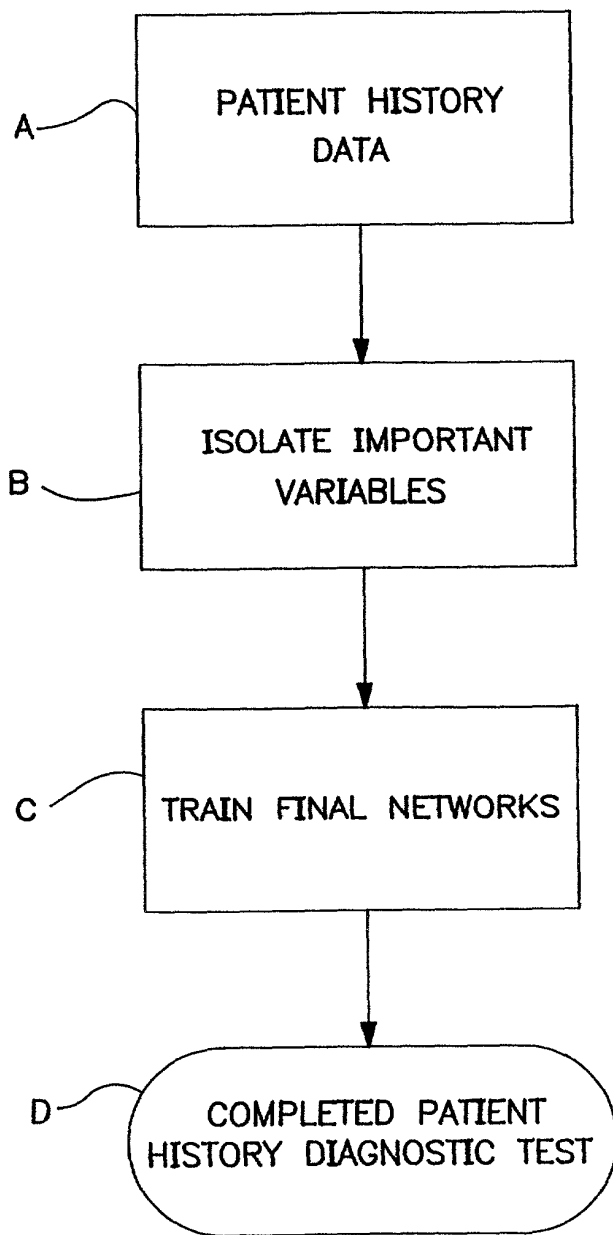 A
PATIENT HISTORY
DATA
B
ISOLATE IMPORTANT
VARIABLES
C
TRAIN FINAL NETWORKS
D
COMPLETED PATIENT
HISTORY DIAGNOSTIC TEST